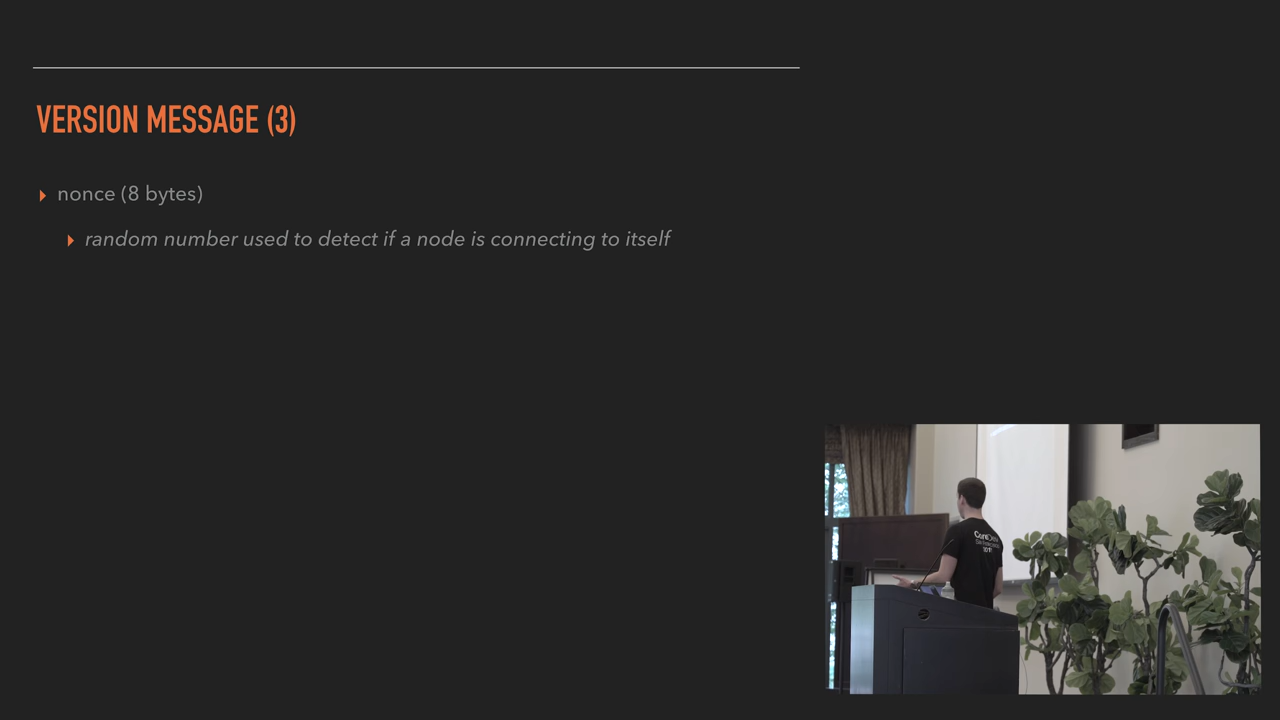 VERSION MESSAGE (3)
nonce (8 bytes)
random number used to detect if a node is connecting to itself